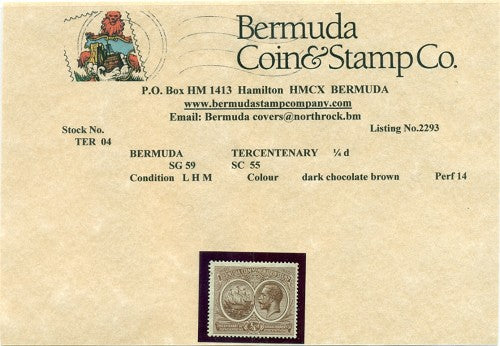 Bermuda
Coin&Stamp Co.
P.O. Box HM 1413 Hamilton HMCX BERMUDA
www.bermudastampcompany.com
Email: Bermuda covers@northrock.bm
Stock No. Listing No.2293
TER 04
BERMUDA TERCENTENARY ¼ d
SG 59 SC 55
Condition L H M Colour dark chocolate brown Perf 14